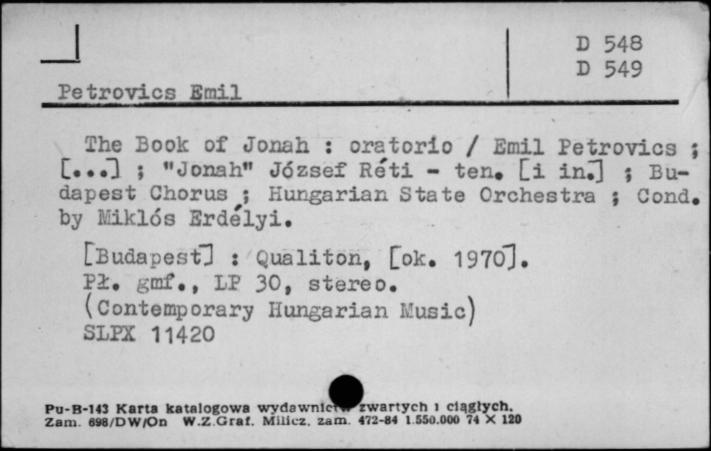 D 548
D 549
Petrovics Emil
The Book of Jonah : oratorio / Emil Petrovics ;
[...] ; "Jonah" József Réti - ten. [i in.] ; Bu-
dapest Chorus ; Hungarian State Orchestra ; Cond.
by Miklós Erdélyi.
[Budapest] : Qualiton, [ok. 1970].
Pł. gmf., LP 30, stereo.
(Contemporary Hungarian Music)
SLPX 11420
Pu-B-143 Karta katalogowa wydawnictw zwartych i ciągłych.
Zam. 698/DW/On W.Z.Graf. Milicz. zam. 472-84 1.550.000 74 X 120